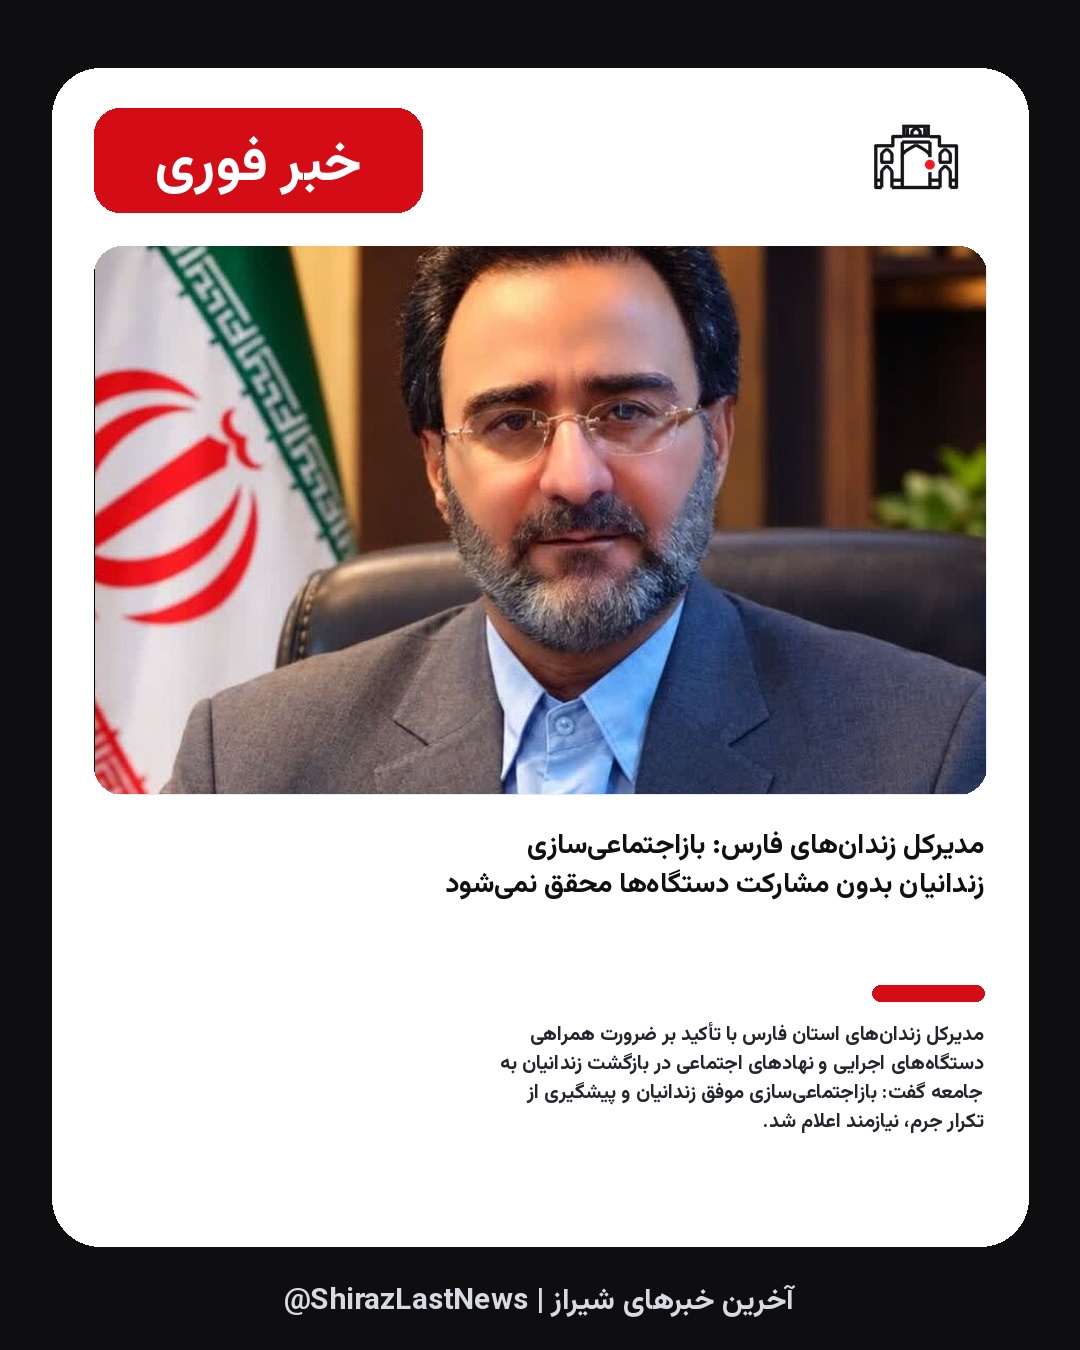 خبر فوری
مدیرکل زندان‌های فارس: بازاجتماعی‌سازی
زندانیان بدون مشارکت دستگاه‌ها محقق نمی‌شود
مدیرکل زندان‌های استان فارس با تأکید بر ضرورت همراهی
دستگاه‌های اجرایی و نهادهای اجتماعی در بازگشت زندانیان به
جامعه گفت: بازاجتماعی‌سازی موفق زندانیان و پیشگیری از
تکرار جرم، نیازمند اعلام شد.
آخرین خبرهای شیراز | @ShirazLastNews